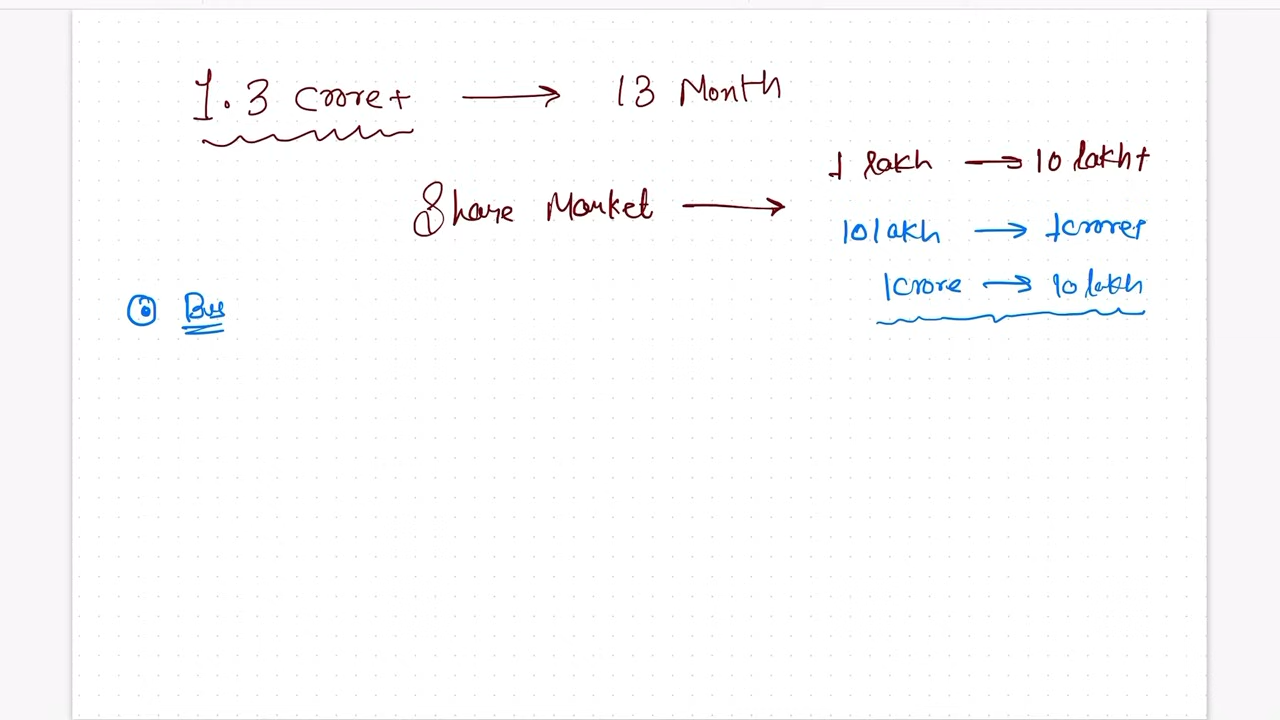 1.3 crore+ → 13 Month
Share Market →
1 lakh → 10 lakh+
10 lakh → 1 crore+
1 crore → 10 lakh
Bus